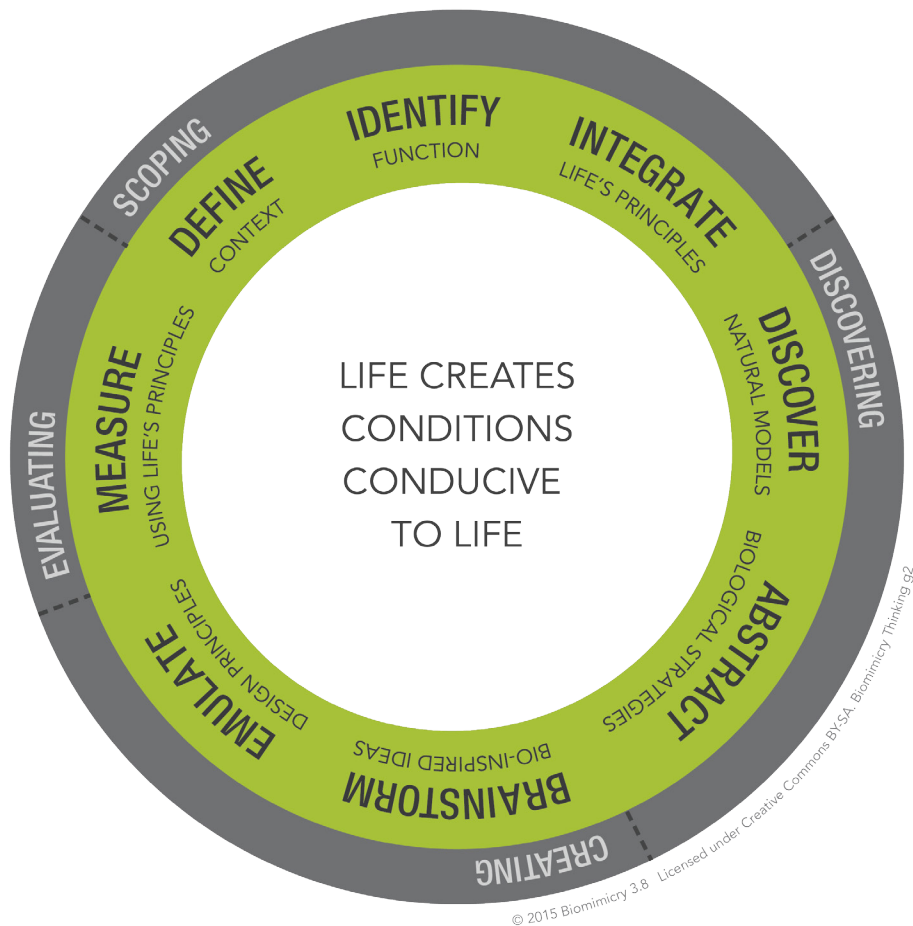 SCOPING
DEFINE
CONTEXT
IDENTIFY
FUNCTION
INTEGRATE
LIFE'S PRINCIPLES
DISCOVERING
DISCOVER
NATURAL MODELS
ABSTRACT
BIOLOGICAL STRATEGIES
CREATING
BRAINSTORM
BIO-INSPIRED IDEAS
EMULATE
DESIGN PRINCIPLES
EVALUATING
MEASURE
USING LIFE'S PRINCIPLES
LIFE CREATES
CONDITIONS
CONDUCIVE
TO LIFE
© 2015 Biomimicry 3.8 Licensed under Creative Commons BY-SA. Biomimicry Thinking g2